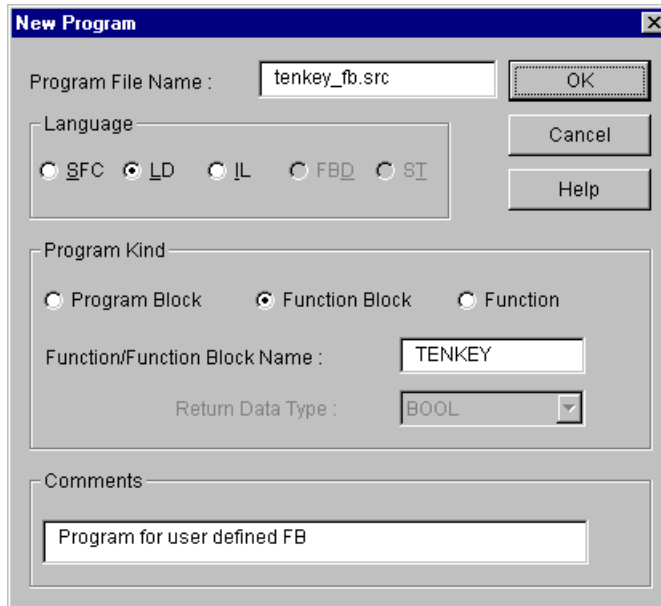 New Program
Program File Name : tenkey_fb.src OK
Language Cancel
SFC LD IL FBD ST
Help
Program Kind
Program Block Function Block Function
Function/Function Block Name : TENKEY
Return Data Type : BOOL
Comments
Program for user defined FB